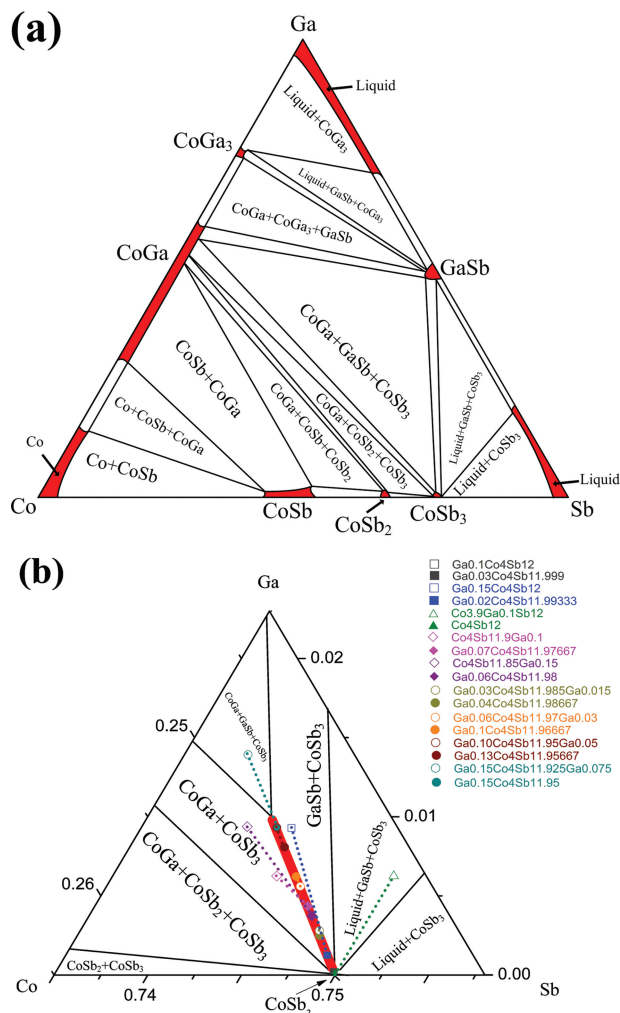 (a)
Ga
Liquid
Liquid+CoGa₃
CoGa₃
Liquid+GaSb+CoGa₃
CoGa+CoGa₃+GaSb
CoGa
GaSb
CoGa+GaSb+CoSb₃
CoSb+CoGa
CoGa+CoSb+CoSb₂
CoGa+CoSb₂+CoSb₃
Liquid+GaSb+CoSb₃
Liquid+CoSb₃
Co+CoSb+CoGa
Co
Co+CoSb
Liquid
Co
CoSb
CoSb₂
CoSb₃
Sb
(b)
Ga
Ga0.1Co4Sb12
Ga0.03Co4Sb11.999
Ga0.15Co4Sb12
Ga0.02Co4Sb11.99333
Co3.9Ga0.1Sb12
Co4Sb12
Co4Sb11.9Ga0.1
Ga0.07Co4Sb11.97667
Co4Sb11.85Ga0.15
Ga0.06Co4Sb11.98
Ga0.03Co4Sb11.985Ga0.015
Ga0.04Co4Sb11.98667
Ga0.06Co4Sb11.97Ga0.03
Ga0.1Co4Sb11.96667
Ga0.10Co4Sb11.95Ga0.05
Ga0.13Co4Sb11.95667
Ga0.15Co4Sb11.925Ga0.075
Ga0.15Co4Sb11.95
0.02
0.25
CoGa+GaSb+CoSb₃
GaSb+CoSb₃
0.01
CoGa+CoSb₃
Liquid+GaSb+CoSb₃
0.26
CoGa+CoSb₂+CoSb₃
Liquid+CoSb₃
CoSb₂+CoSb₃
0.00
Co
0.74
0.75
Sb